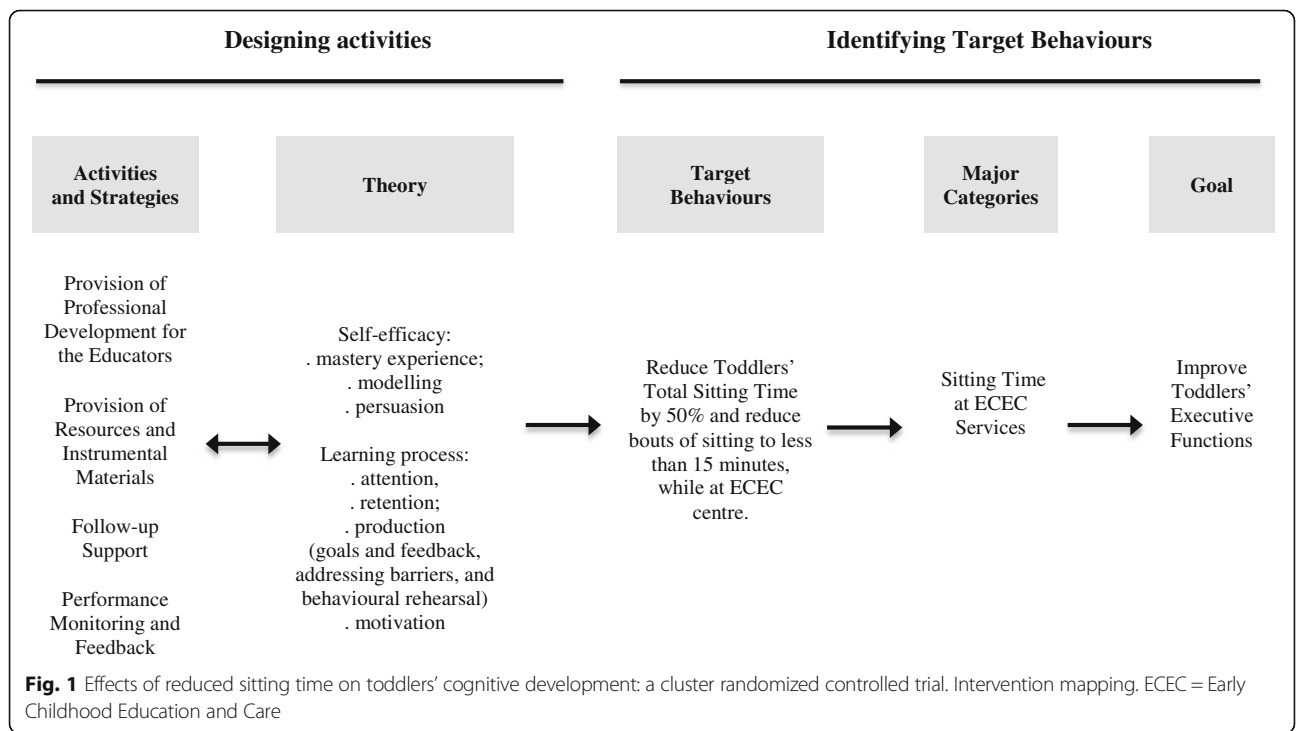 Designing activities
Identifying Target Behaviours
Activities
and Strategies
Theory
Target
Behaviours
Major
Categories
Goal
Provision of
Professional
Development for
the Educators
Provision of
Resources and
Instrumental
Materials
Follow-up
Support
Performance
Monitoring and
Feedback
Self-efficacy:
. mastery experience;
. modelling
. persuasion
Learning process:
. attention,
. retention;
. production
(goals and feedback,
addressing barriers, and
behavioural rehearsal)
. motivation
Reduce Toddlers'
Total Sitting Time
by 50% and reduce
bouts of sitting to less
than 15 minutes,
while at ECEC
centre.
Sitting Time
at ECEC
Services
Improve
Toddlers'
Executive
Functions
Fig. 1 Effects of reduced sitting time on toddlers' cognitive development: a cluster randomized controlled trial. Intervention mapping. ECEC = Early
Childhood Education and Care